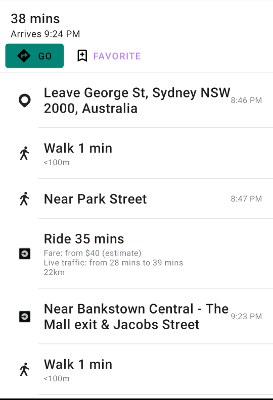 38 mins
Arrives 9:24 PM
GO
FAVORITE
Leave George St, Sydney NSW
2000, Australia
8:46 PM
Walk 1 min
<100m
Near Park Street
8:47 PM
Ride 35 mins
Fare: from $40 (estimate)
Live traffic: from 28 mins to 39 mins
22km
Near Bankstown Central - The
Mall exit & Jacobs Street
9:23 PM
Walk 1 min
<100m